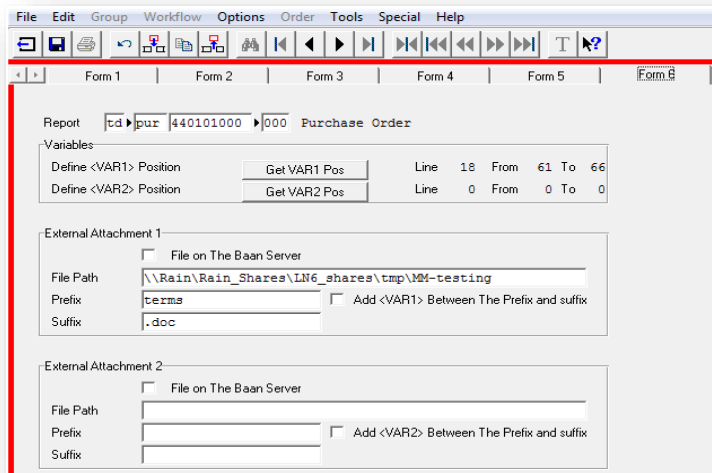 File Edit Group Workflow Options Order Tools Special Help
T ?
Form 1 Form 2 Form 3 Form 4 Form 5 Form 6
Report td pur 440101000 000 Purchase Order
Variables
Define <VAR1> Position Get VAR1 Pos Line 18 From 61 To 66
Define <VAR2> Position Get VAR2 Pos Line 0 From 0 To 0
External Attachment 1
File on The Baan Server
File Path \\Rain\Rain_Shares\LN6_shares\tmp\MM-testing
Prefix terms Add <VAR1> Between The Prefix and suffix
Suffix .doc
External Attachment 2
File on The Baan Server
File Path
Prefix Add <VAR2> Between The Prefix and suffix
Suffix